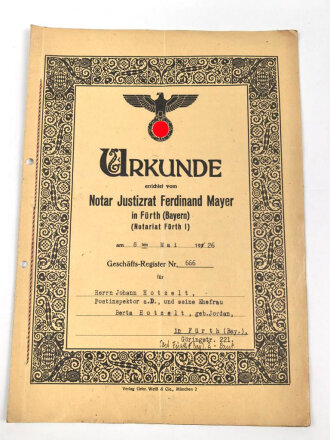 URKUNDE
errichtet vom
Notar Justizrat Ferdinand Mayer
in Fürth (Bayern)
(Notariat Fürth I)
am 8. Mai 1926
Geschäfts-Register Nr. 666
für
Herrn Johann Hotzelt,
Postinspektor a.D., und seine Ehefrau
Berta Hotzelt, geb.Jordan,
in Fürth (Bay.),
Göringstr. 221.
Verlag Gebr. Weiß & Cie., München 2